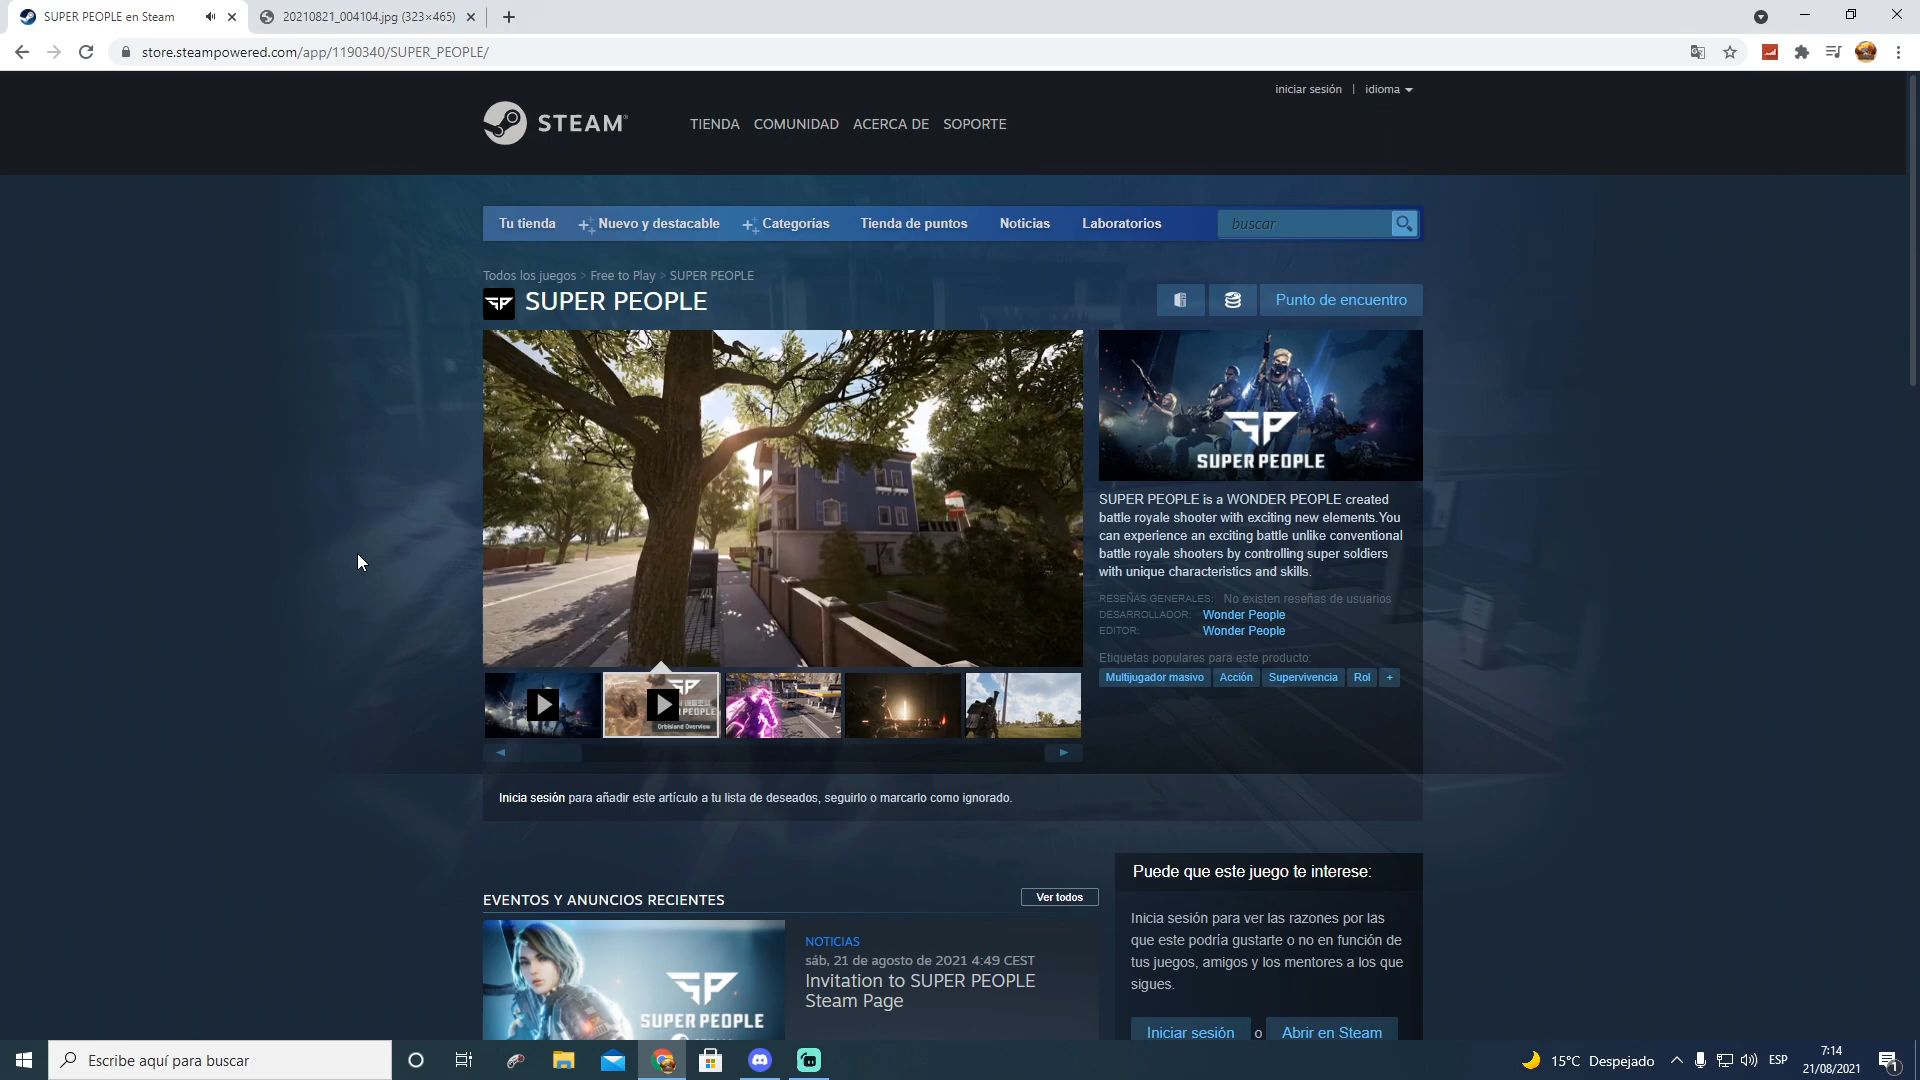 SUPER PEOPLE en Steam
20210821_004104.jpg (323×465)
store.steampowered.com/app/1190340/SUPER_PEOPLE/
iniciar sesión | idioma
STEAM
TIENDA COMUNIDAD ACERCA DE SOPORTE
Tu tienda Nuevo y destacable Categorías Tienda de puntos Noticias Laboratorios buscar
Todos los juegos > Free to Play > SUPER PEOPLE
SUPER PEOPLE
Punto de encuentro
SUPER PEOPLE
SUPER PEOPLE is a WONDER PEOPLE created
battle royale shooter with exciting new elements.You
can experience an exciting battle unlike conventional
battle royale shooters by controlling super soldiers
with unique characteristics and skills.
RESEÑAS GENERALES: No existen reseñas de usuarios
DESARROLLADOR: Wonder People
EDITOR: Wonder People
Etiquetas populares para este producto:
Multijugador masivo Acción Supervivencia Rol +
Orbisland Overview
Inicia sesión para añadir este artículo a tu lista de deseados, seguirlo o marcarlo como ignorado.
EVENTOS Y ANUNCIOS RECIENTES
Ver todos
SUPER PEOPLE
NOTICIAS
sáb, 21 de agosto de 2021 4:49 CEST
Invitation to SUPER PEOPLE
Steam Page
Puede que este juego te interese:
Inicia sesión para ver las razones por las
que este podría gustarte o no en función de
tus juegos, amigos y los mentores a los que
sigues.
Iniciar sesión o Abrir en Steam
Escribe aquí para buscar
15°C Despejado
ESP
7:14
21/08/2021
1